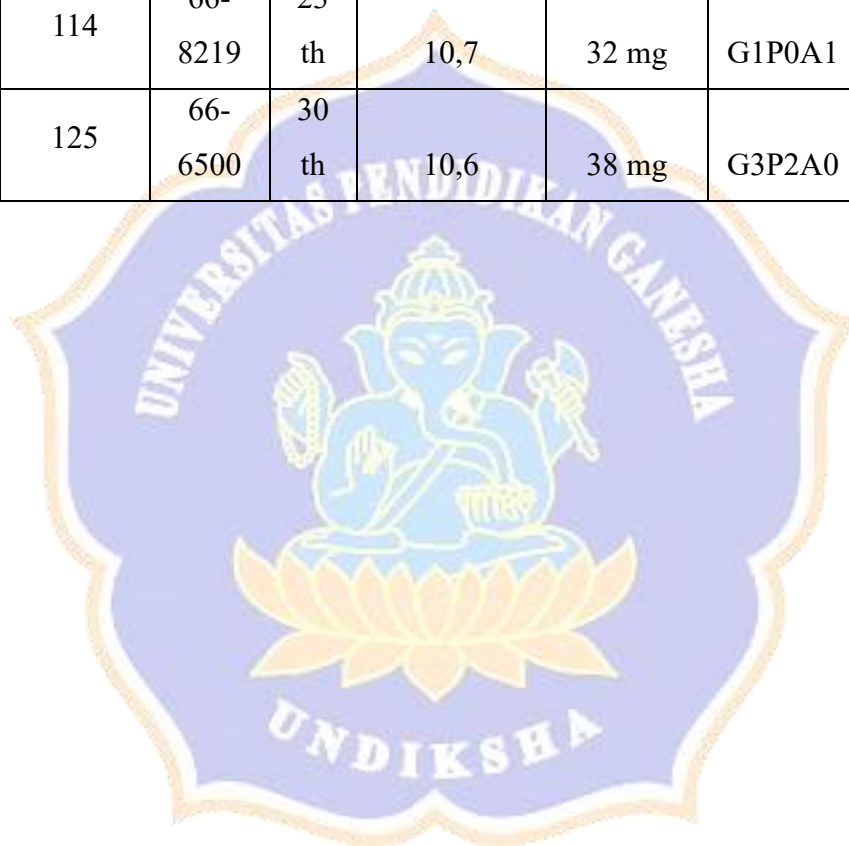 66-
114 8219 th 10,7 32 mg G1P0A1
66- 30
125 6500 th 10,6 38 mg G3P2A0
UNIVERSITAS PENDIDIKAN GANESHA
UNDIKSHA